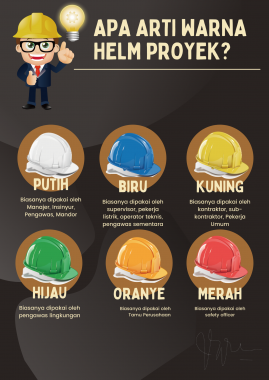 APA ARTI WARNA
HELM PROYEK?
PUTIH
Biasanya dipakai oleh
Manajer, Insinyur,
Pengawas, Mandor
BIRU
Biasanya dipakai oleh
supervisor, pekerja
listrik, operator teknis,
pengawas sementara
KUNING
Biasanya dipakai oleh
kontraktor, sub-
kontraktor, Pekerja
Umum
HIJAU
Biasanya dipakai oleh
pengawas lingkungan
ORANYE
Biasanya dipakai oleh
Tamu Perusahaan
MERAH
Biasanya dipakai oleh
safety officer